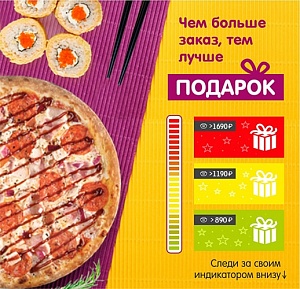 Чем больше
заказ, тем
лучше
ПОДАРОК
>1690₽
>1190₽
>890₽
Следи за своим
индикатором внизу↓